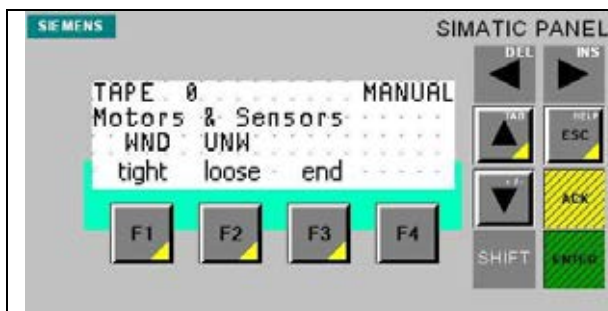 SIEMENS
SIMATIC PANEL
DEL INS
TAPE 0 MANUAL
Motors & Sensors
WND UNW
tight loose end
F1 F2 F3 F4
TAB HELP
ESC
+/-
ACK
SHIFT ENTER